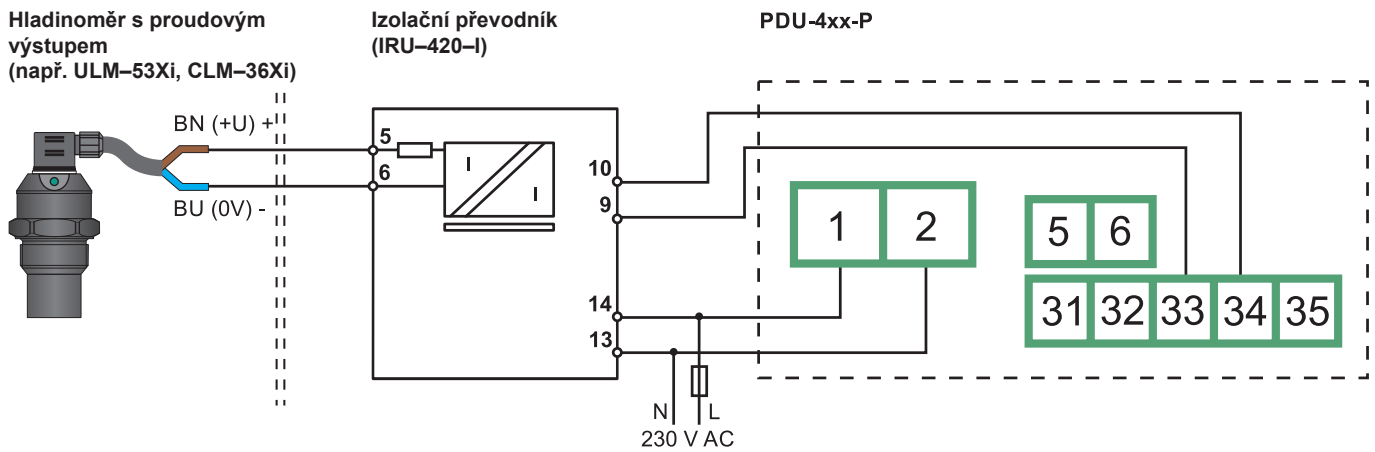 Hladinoměr s proudovým
výstupem
(např. ULM–53Xi, CLM–36Xi)
Izolační převodník
(IRU–420–I)
PDU-4xx-P
BN (+U) +
BU (0V) -
5
6
I
I
10
9
14
13
1
2
5
6
31
32
33
34
35
N
L
230 V AC